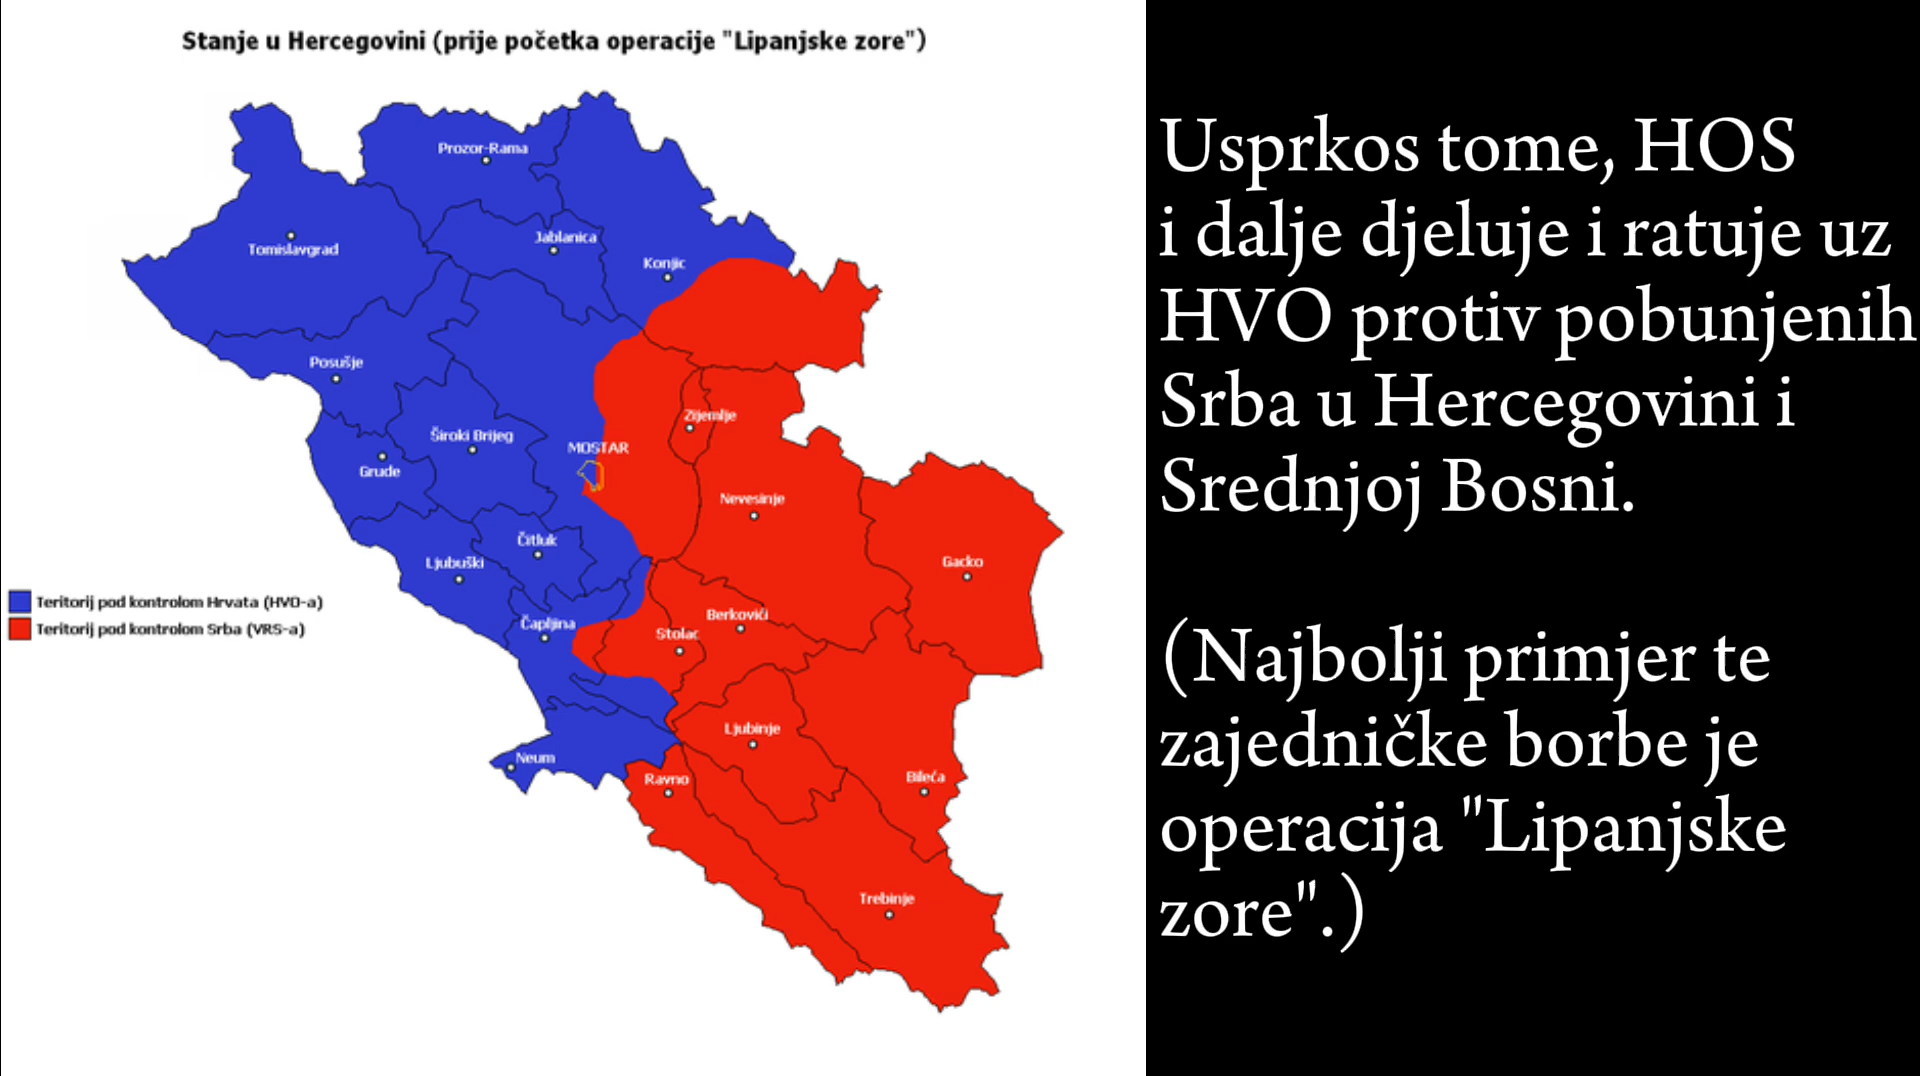 Stanje u Hercegovini (prije početka operacije "Lipanjske zore")
Prozor-Rama
Jablanica
Tomislavgrad
Konjic
Posušje
Zijemlje
Široki Brijeg
MOSTAR
Grude
Nevesinje
Čitluk
Ljubuški
Gacko
Teritorij pod kontrolom Hrvata (HVO-a)
Teritorij pod kontrolom Srba (VRS-a)
Berkovići
Čapljina
Stolac
Ljubinje
Neum
Ravno
Bileća
Trebinje
Usprkos tome, HOS
i dalje djeluje i ratuje uz
HVO protiv pobunjenih
Srba u Hercegovini i
Srednjoj Bosni.
(Najbolji primjer te
zajedničke borbe je
operacija "Lipanjske
zore".)